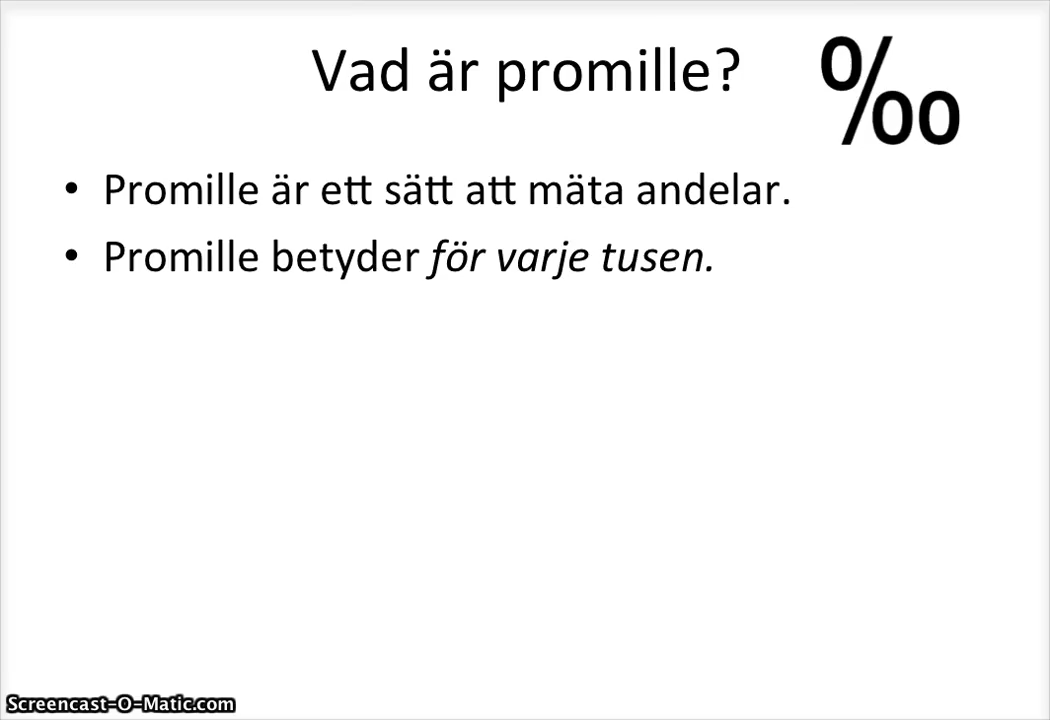 Vad är promille?
‰
• Promille är ett sätt att mäta andelar.
• Promille betyder för varje tusen.
Screencast-O-Matic.com